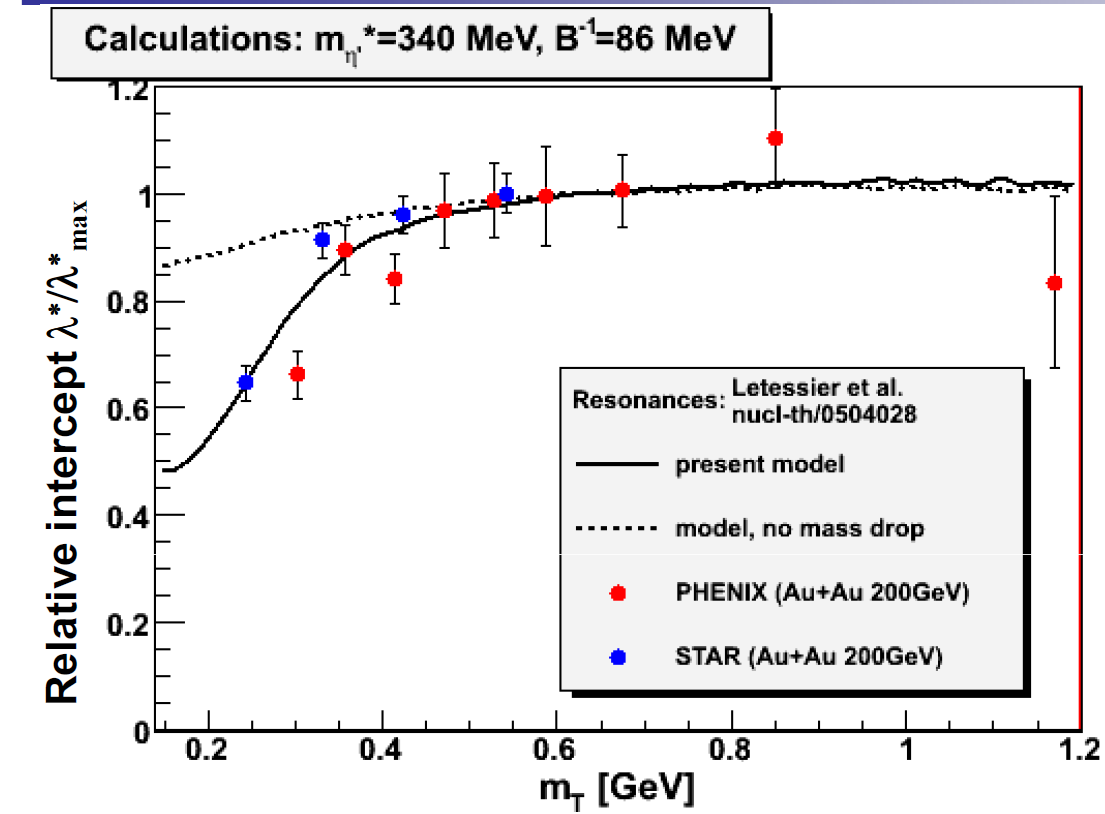 Calculations: mη'*=340 MeV, B⁻¹=86 MeV
Relative intercept λ*/λ*max
1.2
1
0.8
0.6
0.4
0.2
0
Resonances: Letessier et al.
nucl-th/0504028
present model
model, no mass drop
PHENIX (Au+Au 200GeV)
STAR (Au+Au 200GeV)
0.2 0.4 0.6 0.8 1 1.2
mT [GeV]